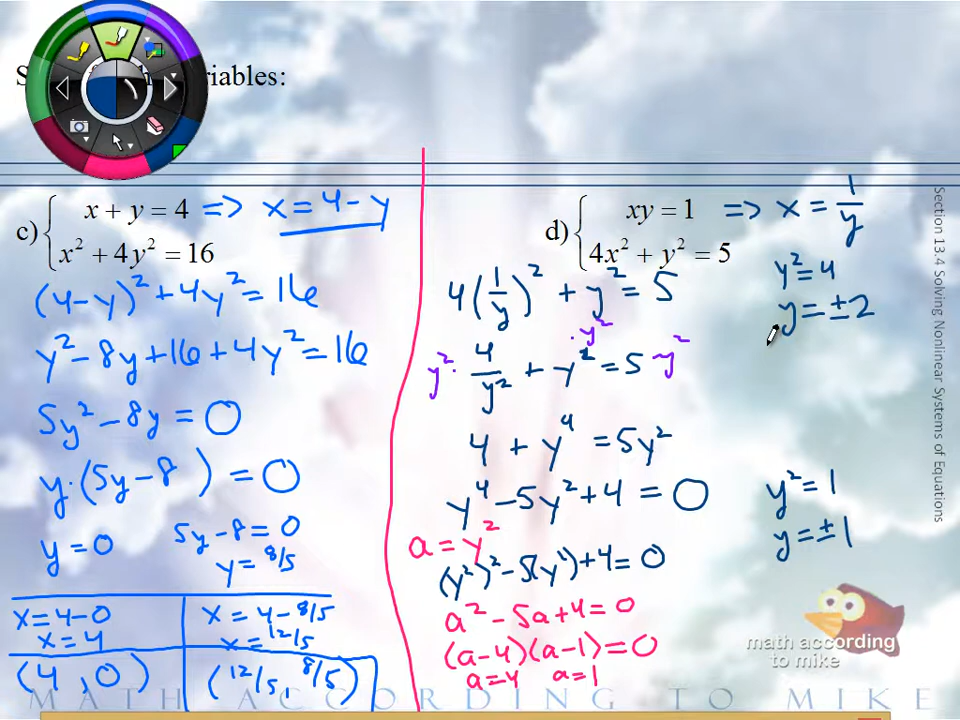 riables:
c) { x + y = 4 => x = 4 - y
x² + 4y² = 16
(4-y)² + 4y² = 16
y² - 8y + 16 + 4y² = 16
5y² - 8y = 0
y·(5y - 8) = 0
y = 0
5y - 8 = 0
y = 8/5
x = 4 - 0
x = 4
(4, 0)
x = 4 - 8/5
x = 12/5
(12/5, 8/5)
d) { xy = 1 => x = 1/y
4x² + y² = 5
4(1/y)² + y² = 5
y²· 4/y² + y² ·y² = 5 y²
4 + y⁴ = 5y²
y⁴ - 5y² + 4 = 0
a = y²
(y²)² - 5(y²) + 4 = 0
a² - 5a + 4 = 0
(a - 4)(a - 1) = 0
a = 4 a = 1
y² = 4
y = ±2
y² = 1
y = ±1
Section 13.4 Solving Nonlinear Systems of Equations
math according
to mike
MATH ACCORDING TO MIKE